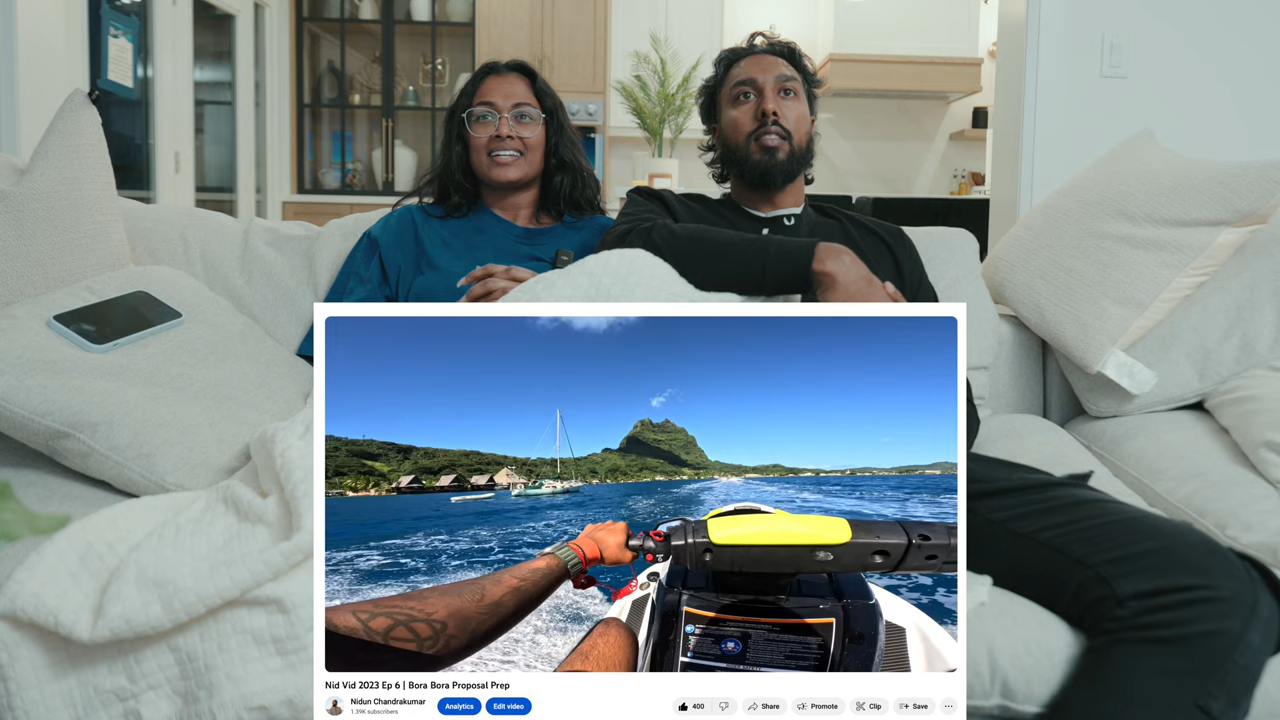 Nid Vid 2023 Ep 6 | Bora Bora Proposal Prep
Nidun Chandrakumar
1.39K subscribers
Analytics
Edit video
400
Share
Promote
Clip
Save